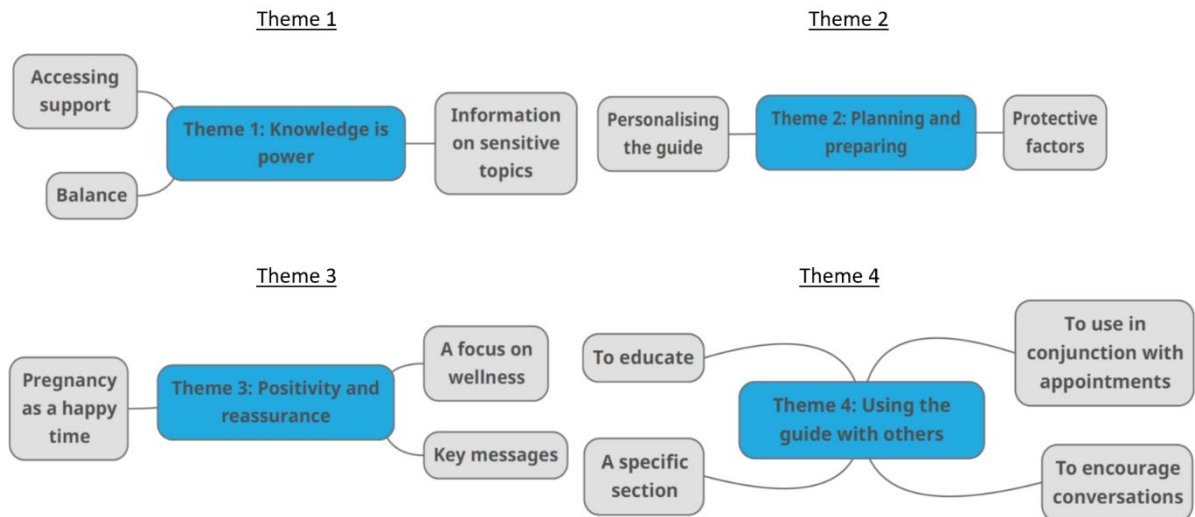 Theme 1
Accessing
support
Balance
Theme 1: Knowledge is
power
Information
on sensitive
topics
Theme 2
Personalising
the guide
Theme 2: Planning and
preparing
Protective
factors
Theme 3
Pregnancy
as a happy
time
Theme 3: Positivity and
reassurance
A focus on
wellness
Key messages
Theme 4
To educate
A specific
section
Theme 4: Using the
guide with others
To use in
conjunction with
appointments
To encourage
conversations